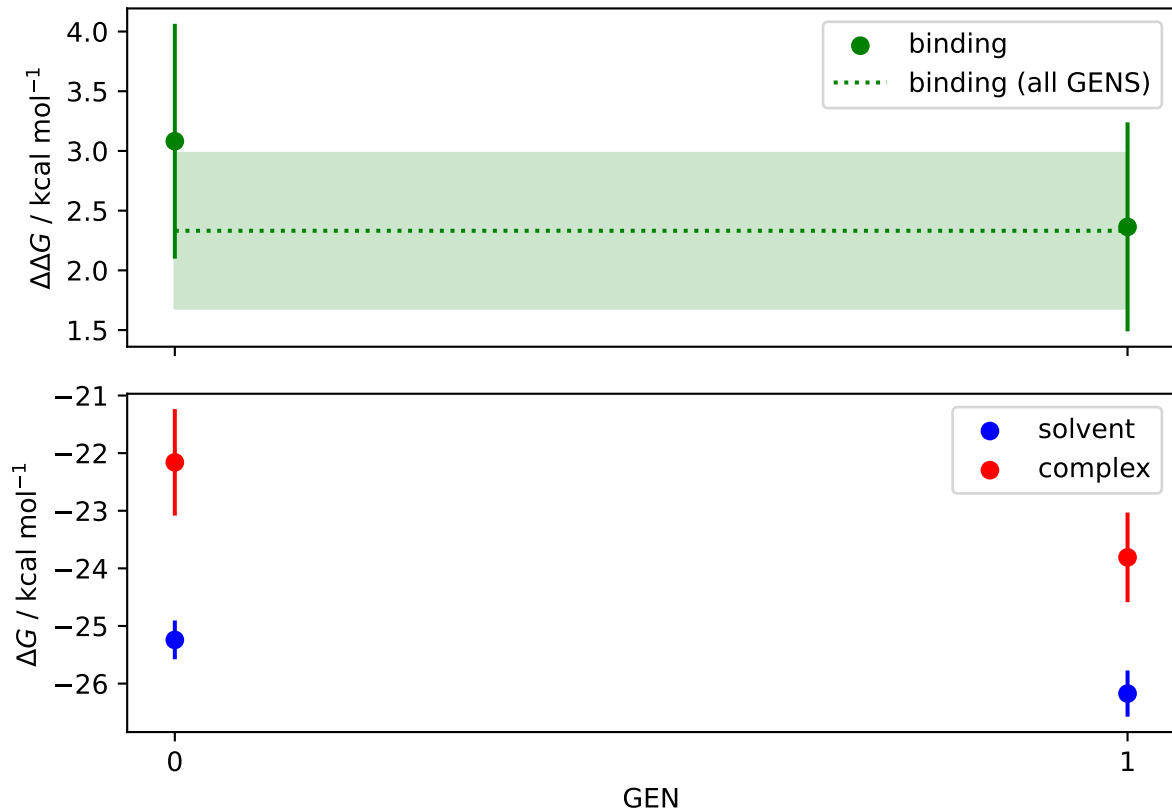 4.0
3.5
3.0
2.5
2.0
1.5
ΔΔG / kcal mol⁻¹
binding
binding (all GENS)
−21
−22
−23
−24
−25
−26
ΔG / kcal mol⁻¹
solvent
complex
0
1
GEN